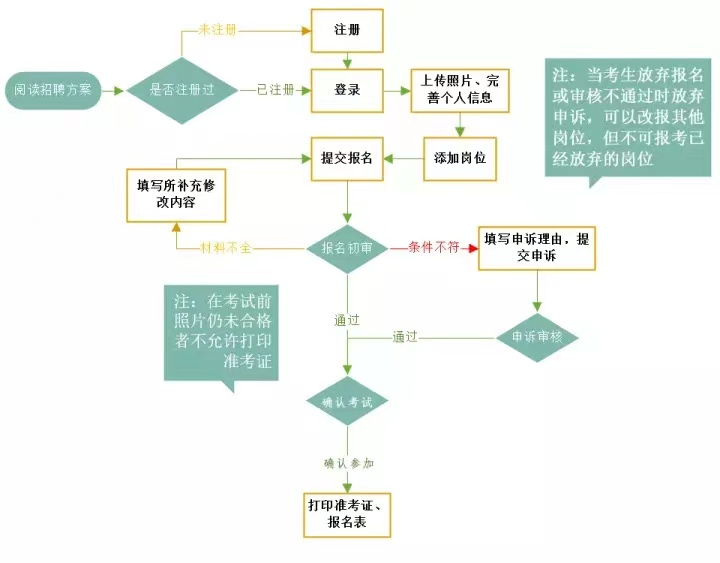 未注册
注册
阅读招聘方案
是否注册过
已注册
登录
上传照片、完
善个人信息
注：当考生放弃报名
或审核不通过时放弃
申诉，可以改报其他
岗位，但不可报考已
经放弃的岗位
提交报名
添加岗位
填写所补充修
改内容
材料不全
报名初审
条件不符
填写申诉理由，提
交申诉
注：在考试前
照片仍未合格
者不允许打印
准考证
通过
通过
申诉审核
确认考试
确认参加
打印准考证、
报名表